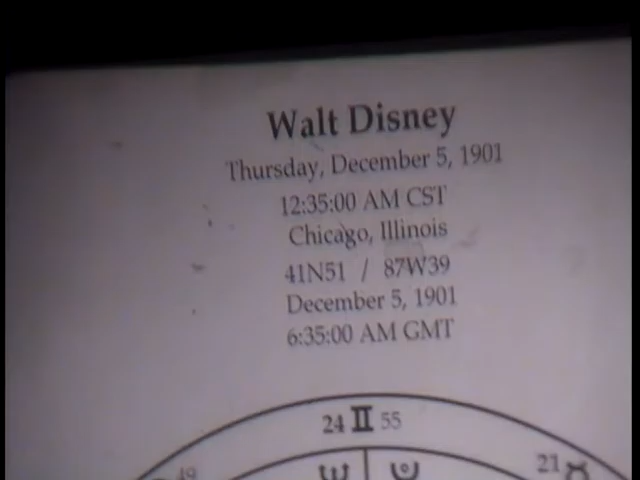 Walt Disney
Thursday, December 5, 1901
12:35:00 AM CST
Chicago, Illinois
41N51 / 87W39
December 5, 1901
6:35:00 AM GMT
24 ♊ 55
49
21 ♉
♆ ♇